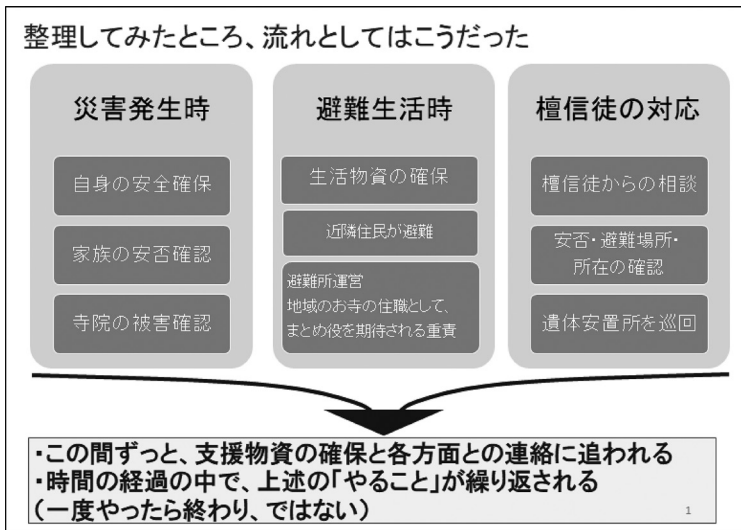 整理してみたところ、流れとしてはこうだった
災害発生時
自身の安全確保
家族の安否確認
寺院の被害確認
避難生活時
生活物資の確保
近隣住民が避難
避難所運営
地域のお寺の住職として、
まとめ役を期待される重責
檀信徒の対応
檀信徒からの相談
安否・避難場所・
所在の確認
遺体安置所を巡回
・この間ずっと、支援物資の確保と各方面との連絡に追われる
・時間の経過の中で、上述の「やること」が繰り返される
（一度やったら終わり、ではない）
1